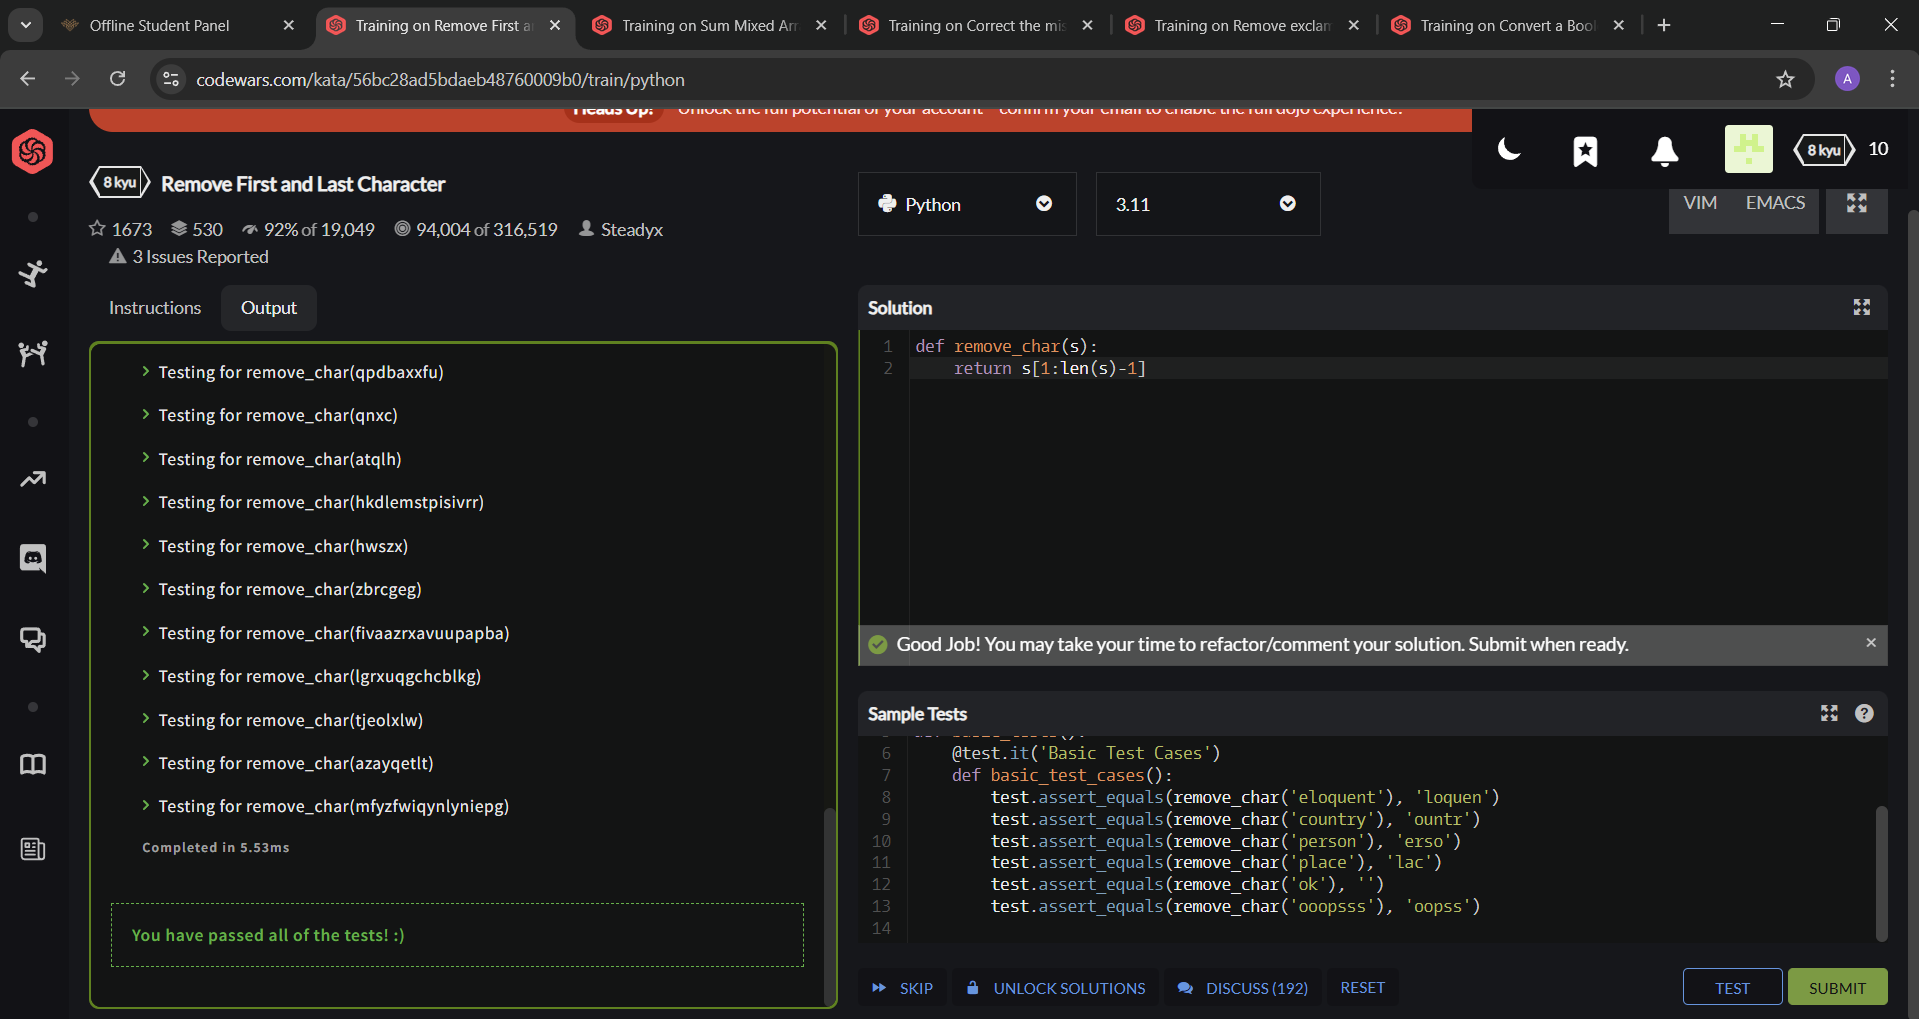 Offline Student Panel
Training on Remove First a
Training on Sum Mixed Arr
Training on Correct the mis
Training on Remove exclam
Training on Convert a Bool
codewars.com/kata/56bc28ad5bdaeb48760009b0/train/python
A
Heads Up! Unlock the full potential of your account – confirm your email to enable the full dojo experience.
8 kyu
10
8 kyu Remove First and Last Character
1673 530 92% of 19,049 94,004 of 316,519 Steadyx
3 Issues Reported
Python
3.11
VIM EMACS
Instructions Output
Testing for remove_char(qpdbaxxfu)
Testing for remove_char(qnxc)
Testing for remove_char(atqlh)
Testing for remove_char(hkdlemstpisivrr)
Testing for remove_char(hwszx)
Testing for remove_char(zbrcgeg)
Testing for remove_char(fivaazrxavuupapba)
Testing for remove_char(lgrxuqgchcblkg)
Testing for remove_char(tjeolxlw)
Testing for remove_char(azayqetlt)
Testing for remove_char(mfyzfwiqynlyniepg)
Completed in 5.53ms
You have passed all of the tests! :)
Solution
1 def remove_char(s):
2 return s[1:len(s)-1]
Good Job! You may take your time to refactor/comment your solution. Submit when ready.
Sample Tests
6 @test.it('Basic Test Cases')
7 def basic_test_cases():
8 test.assert_equals(remove_char('eloquent'), 'loquen')
9 test.assert_equals(remove_char('country'), 'ountr')
10 test.assert_equals(remove_char('person'), 'erso')
11 test.assert_equals(remove_char('place'), 'lac')
12 test.assert_equals(remove_char('ok'), '')
13 test.assert_equals(remove_char('ooopsss'), 'oopss')
14
SKIP UNLOCK SOLUTIONS DISCUSS (192) RESET
TEST SUBMIT